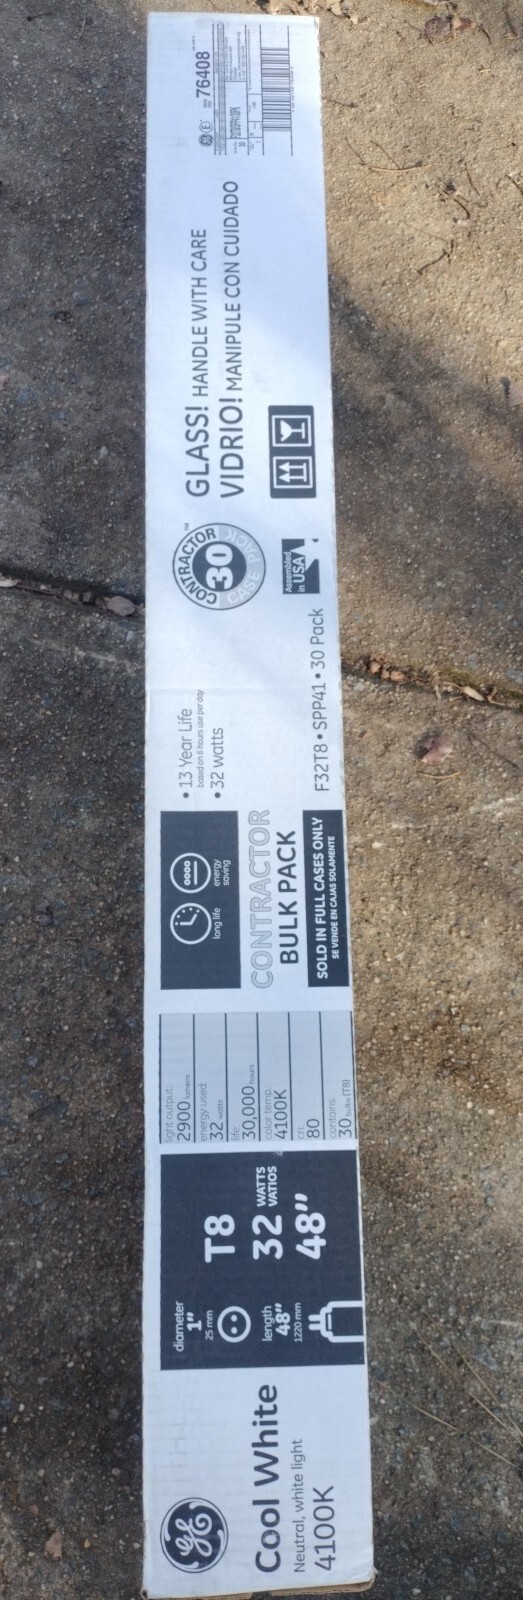 GE
Cool White
Neutral, white light
4100K
diameter
1"
25 mm
length
48"
1220 mm
T8
32 WATTS
VATIOS
48"
light output:
2900 lumens
energy used:
32 watts
life:
30,000 hours
color temp.:
4100K
cri:
80
contains:
30 bulbs (T8)
long life
energy
saving
CONTRACTOR
BULK PACK
SOLD IN FULL CASES ONLY
SE VENDE EN CAJAS SOLAMENTE
• 13 Year Life
based on 6 hours use per day
• 32 watts
F32T8 • SPP41 • 30 Pack
CONTRACTOR™
30
CASE PACK
Assembled
in USA
GLASS! HANDLE WITH CARE
VIDRIO! MANIPULE CON CUIDADO
76408